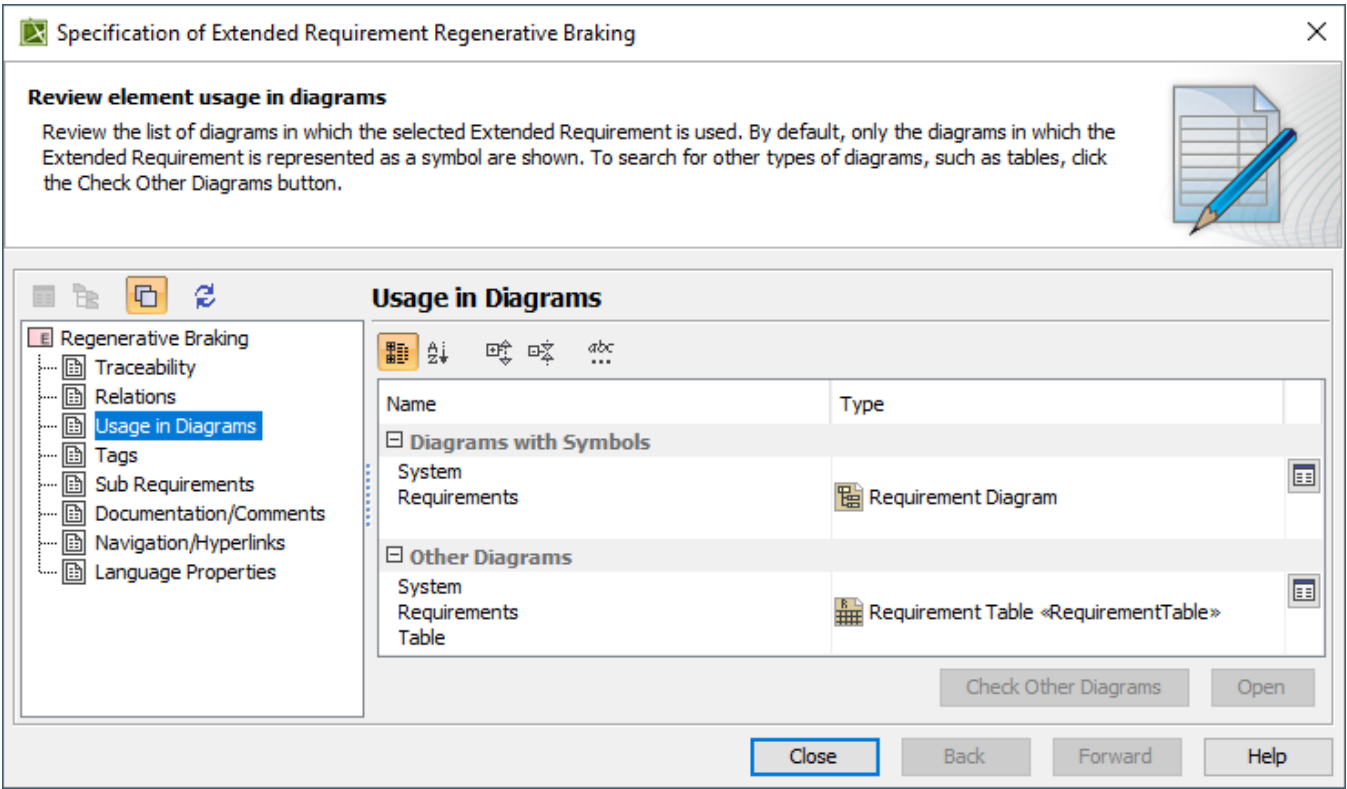 Specification of Extended Requirement Regenerative Braking
Review element usage in diagrams
Review the list of diagrams in which the selected Extended Requirement is used. By default, only the diagrams in which the
Extended Requirement is represented as a symbol are shown. To search for other types of diagrams, such as tables, click
the Check Other Diagrams button.
E Regenerative Braking
Traceability
Relations
Usage in Diagrams
Tags
Sub Requirements
Documentation/Comments
Navigation/Hyperlinks
Language Properties
Usage in Diagrams
A Z
abc
...
Name Type
Diagrams with Symbols
System
Requirements
Requirement Diagram
Other Diagrams
System
Requirements
Table
R Requirement Table «RequirementTable»
Check Other Diagrams Open
Close Back Forward Help